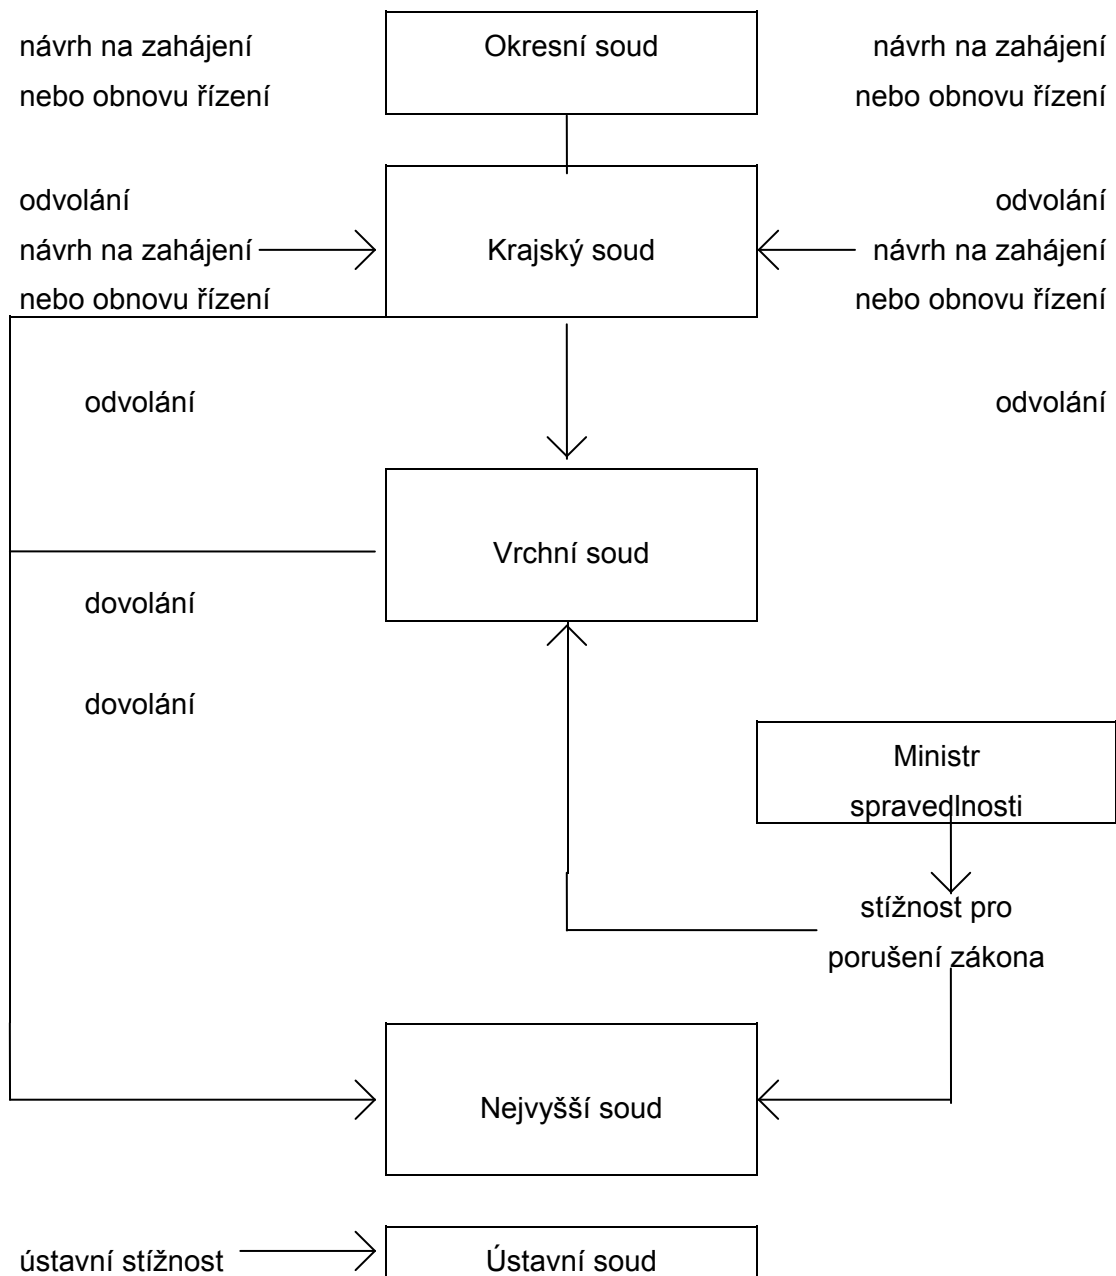 návrh na zahájení
Okresní soud
návrh na zahájení
nebo obnovu řízení
nebo obnovu řízení
odvolání
odvolání
návrh na zahájení
Krajský soud
návrh na zahájení
nebo obnovu řízení
nebo obnovu řízení
odvolání
odvolání
Vrchní soud
dovolání
dovolání
Ministr
spravedlnosti
stížnost pro
porušení zákona
Nejvyšší soud
ústavní stížnost
Ústavní soud